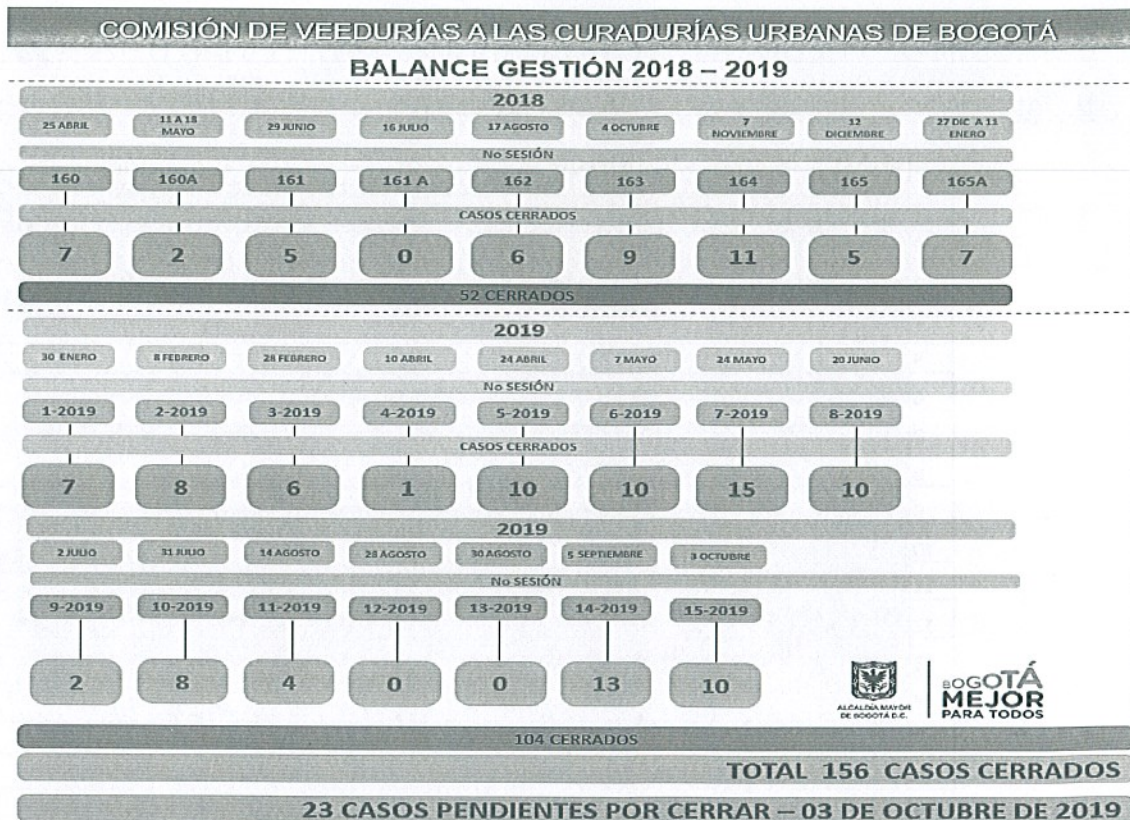 COMISIÓN DE VEEDURÍAS A LAS CURADURÍAS URBANAS DE BOGOTÁ
BALANCE GESTIÓN 2018 – 2019
2018
25 ABRIL 11 A 18 MAYO 29 JUNIO 16 JULIO 17 AGOSTO 4 OCTUBRE 7 NOVIEMBRE 12 DICIEMBRE 27 DIC A 11 ENERO
No SESIÓN
160 160A 161 161 A 162 163 164 165 165A
CASOS CERRADOS
7 2 5 0 6 9 11 5 7
52 CERRADOS
2019
30 ENERO 8 FEBRERO 28 FEBRERO 10 ABRIL 24 ABRIL 7 MAYO 24 MAYO 20 JUNIO
No SESIÓN
1-2019 2-2019 3-2019 4-2019 5-2019 6-2019 7-2019 8-2019
CASOS CERRADOS
7 8 6 1 10 10 15 10
2019
2 JULIO 31 JULIO 14 AGOSTO 28 AGOSTO 30 AGOSTO 5 SEPTIEMBRE 3 OCTUBRE
No SESIÓN
9-2019 10-2019 11-2019 12-2019 13-2019 14-2019 15-2019
2 8 4 0 0 13 10
ALCALDÍA MAYOR
DE BOGOTÁ D.C.
BOGOTÁ
MEJOR
PARA TODOS
104 CERRADOS
TOTAL 156 CASOS CERRADOS
23 CASOS PENDIENTES POR CERRAR – 03 DE OCTUBRE DE 2019